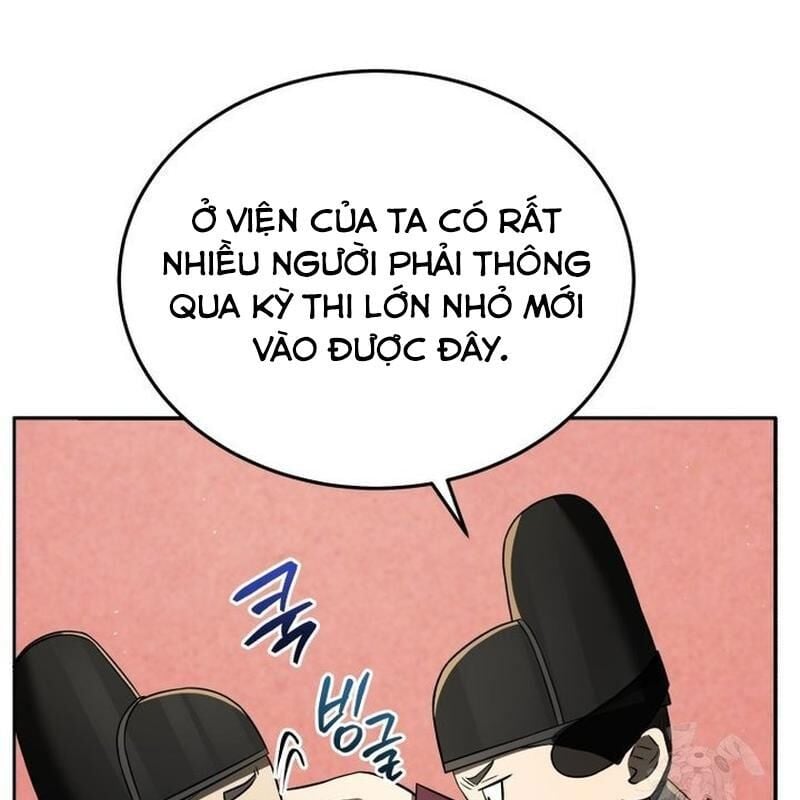 Ở VIỆN CỦA TA CÓ RẤT
NHIỀU NGƯỜI PHẢI THÔNG
QUA KỲ THI LỚN NHỎ MỚI
VÀO ĐƯỢC ĐÂY.
쿡
빙글